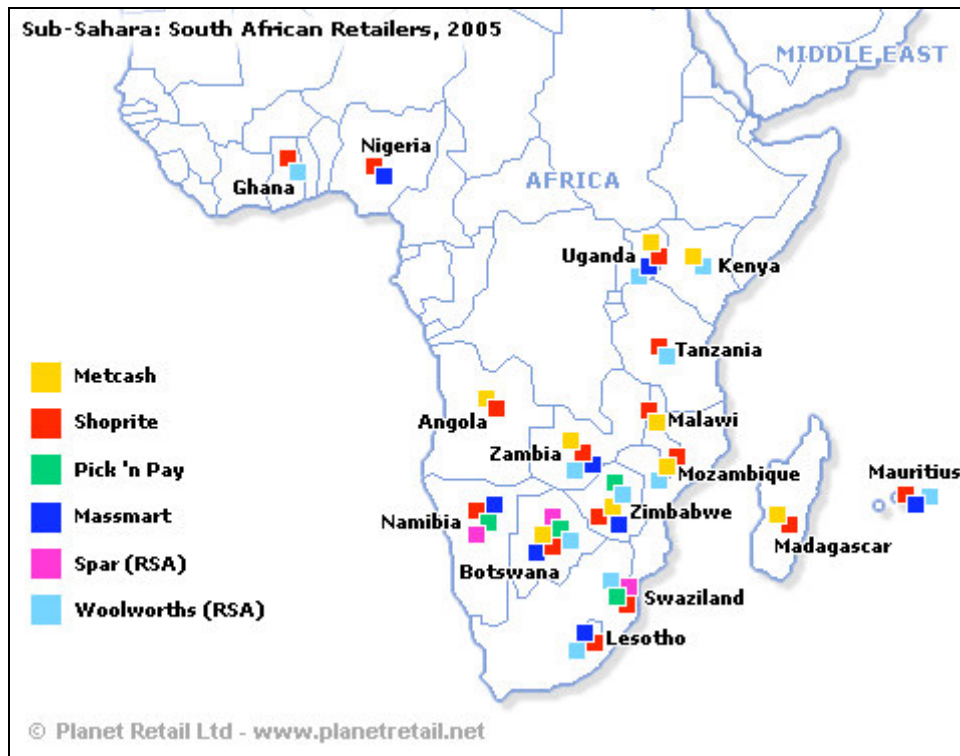 Sub-Sahara: South African Retailers, 2005
MIDDLE EAST
Nigeria
Ghana
AFRICA
Uganda
Kenya
Tanzania
Metcash
Shoprite
Pick 'n Pay
Massmart
Spar (RSA)
Woolworths (RSA)
Angola
Malawi
Zambia
Mozambique
Mauritius
Namibia
Zimbabwe
Madagascar
Botswana
Swaziland
Lesotho
© Planet Retail Ltd - www.planetretail.net